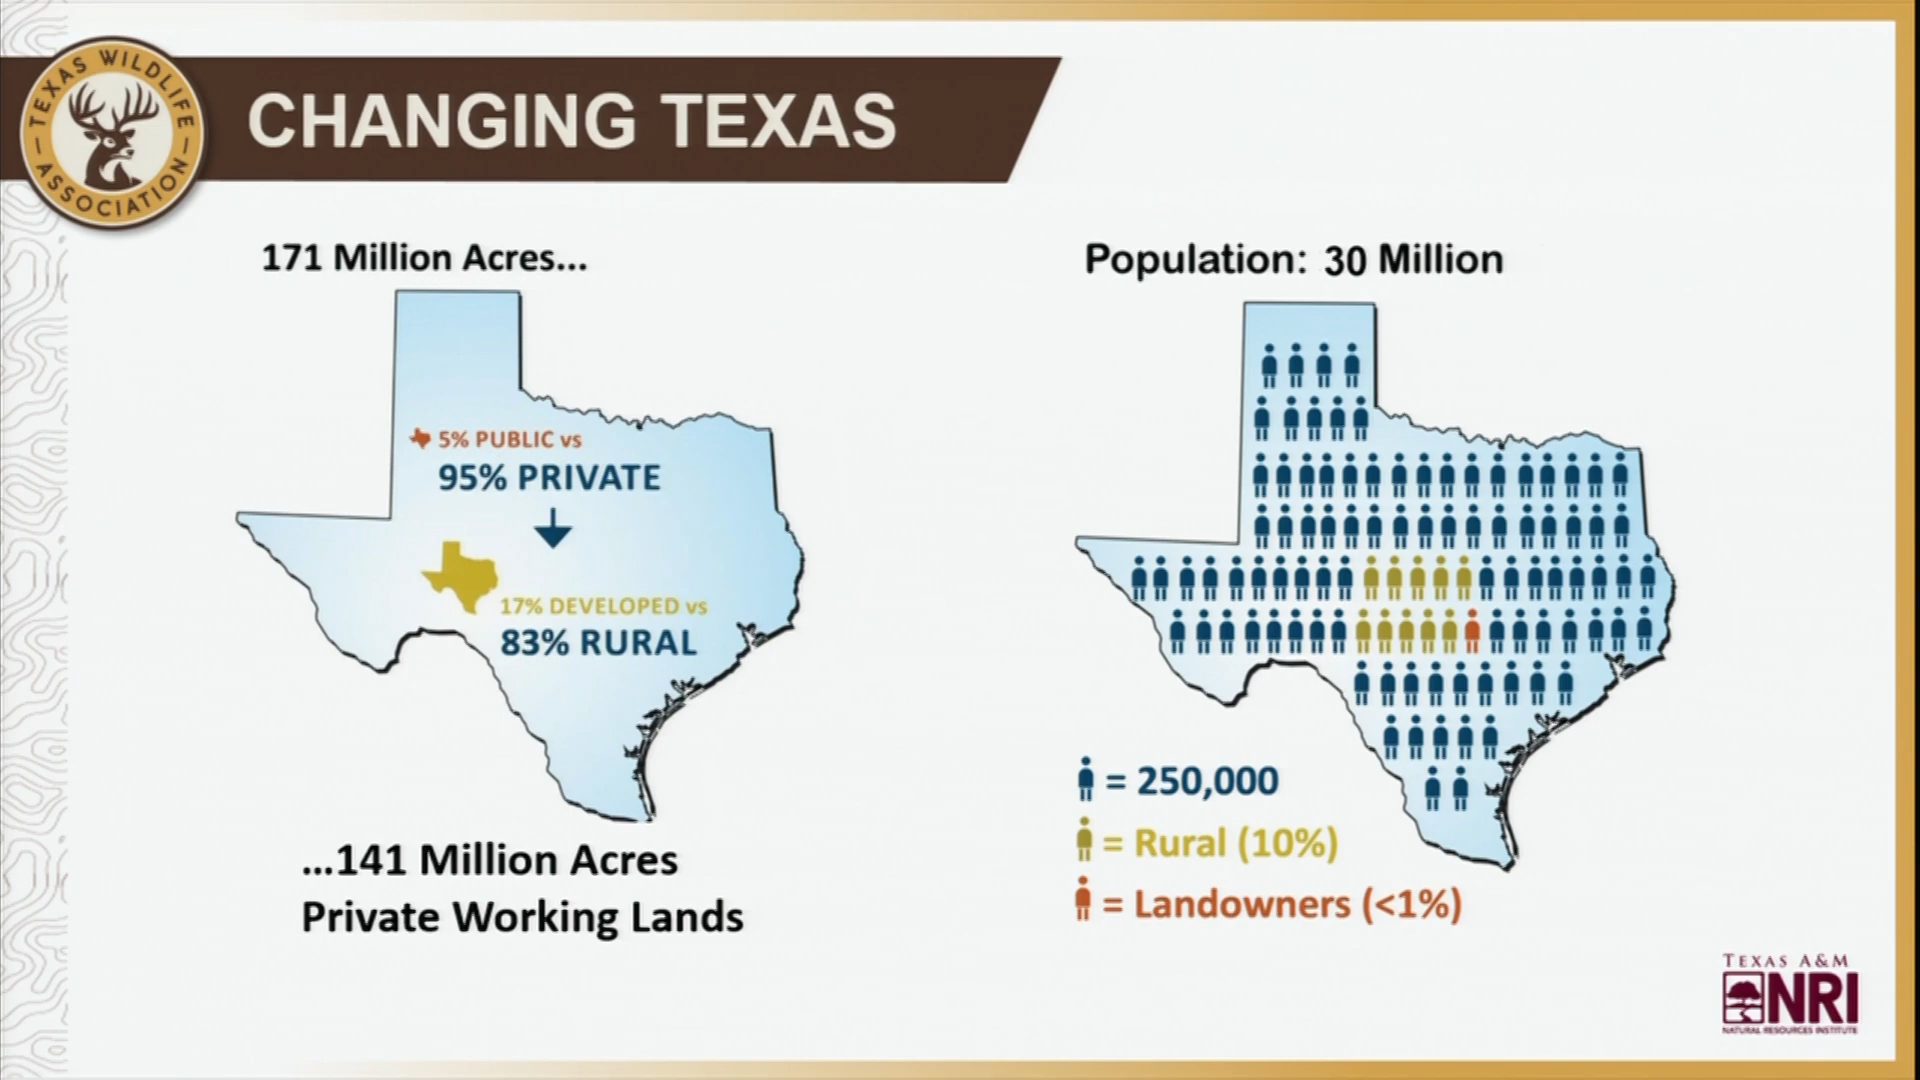 TEXAS WILDLIFE
ASSOCIATION
CHANGING TEXAS
171 Million Acres...
5% PUBLIC vs
95% PRIVATE
17% DEVELOPED vs
83% RURAL
...141 Million Acres
Private Working Lands
Population: 30 Million
= 250,000
= Rural (10%)
= Landowners (<1%)
TEXAS A&M
NRI
NATURAL RESOURCES INSTITUTE